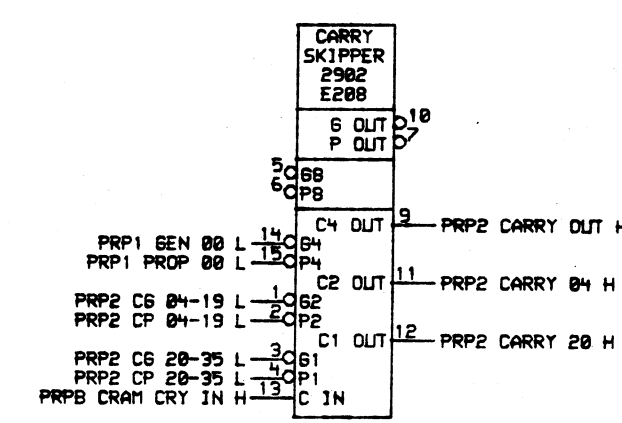 CARRY
SKIPPER
2902
E208
G OUT 10
P OUT 7
5 G8
6 P8
C4 OUT 9 PRP2 CARRY OUT H
PRP1 GEN 00 L 14 G4
PRP1 PROP 00 L 15 P4
C2 OUT 11 PRP2 CARRY 04 H
PRP2 CG 04-19 L 1 G2
PRP2 CP 04-19 L 2 P2
C1 OUT 12 PRP2 CARRY 20 H
PRP2 CG 20-35 L 3 G1
PRP2 CP 20-35 L 4 P1
PRPB CRAM CRY IN H 13 C IN